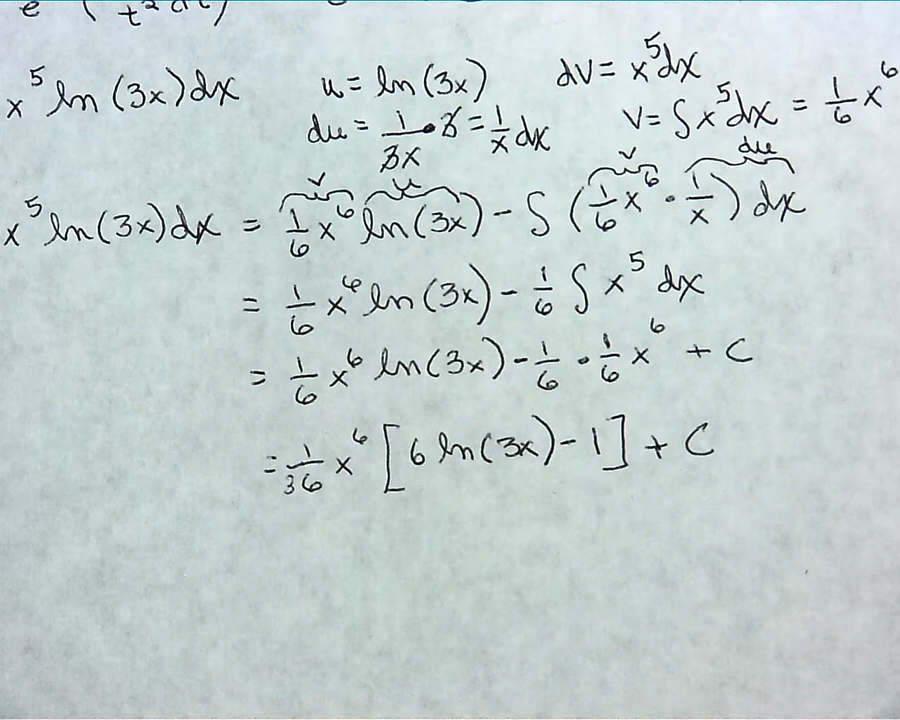 e ( t² dt )
x⁵ ln (3x) dx u = ln (3x) dv = x⁵ dx
du = 1/3x • 3 = 1/x dx v = ∫ x⁵ dx = 1/6 x⁶
v u v du
x⁵ ln (3x) dx = 1/6 x⁶ ln (3x) - ∫ ( 1/6 x⁶ • 1/x ) dx
= 1/6 x⁶ ln (3x) - 1/6 ∫ x⁵ dx
= 1/6 x⁶ ln (3x) - 1/6 • 1/6 x⁶ + C
= 1/36 x⁶ [ 6 ln (3x) - 1 ] + C